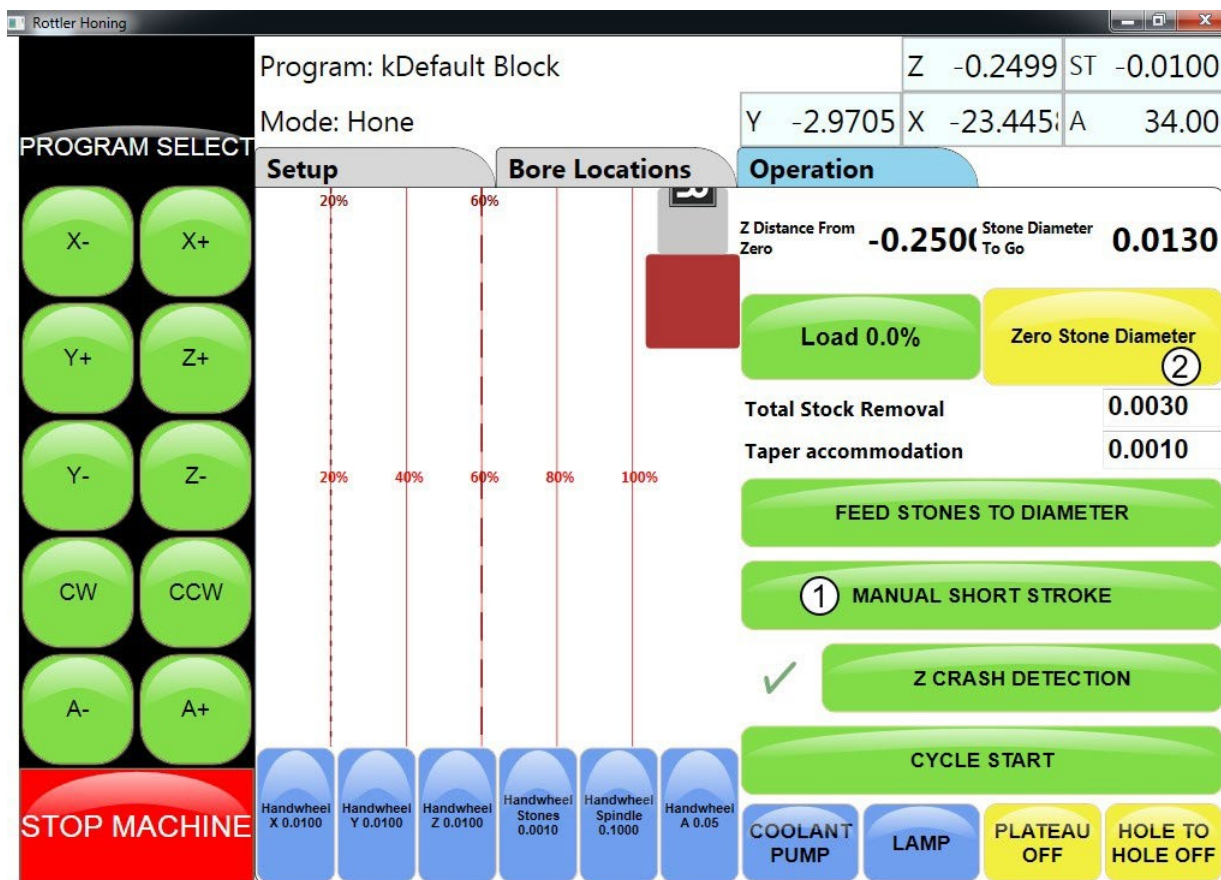 Rottler Honing
Program: kDefault Block
Z -0.2499 ST -0.0100
Mode: Hone
Y -2.9705 X -23.445 A 34.00
PROGRAM SELECT
Setup
Bore Locations
Operation
X-
X+
Y+
Z+
Y-
Z-
CW
CCW
A-
A+
STOP MACHINE
20% 60%
20% 40% 60% 80% 100%
Z Distance From
Zero
-0.250
Stone Diameter
To Go
0.0130
Load 0.0%
Zero Stone Diameter
2
Total Stock Removal 0.0030
Taper accommodation 0.0010
FEED STONES TO DIAMETER
1 MANUAL SHORT STROKE
Z CRASH DETECTION
CYCLE START
Handwheel
X 0.0100
Handwheel
Y 0.0100
Handwheel
Z 0.0100
Handwheel
Stones
0.0010
Handwheel
Spindle
0.1000
Handwheel
A 0.05
COOLANT
PUMP
LAMP
PLATEAU
OFF
HOLE TO
HOLE OFF